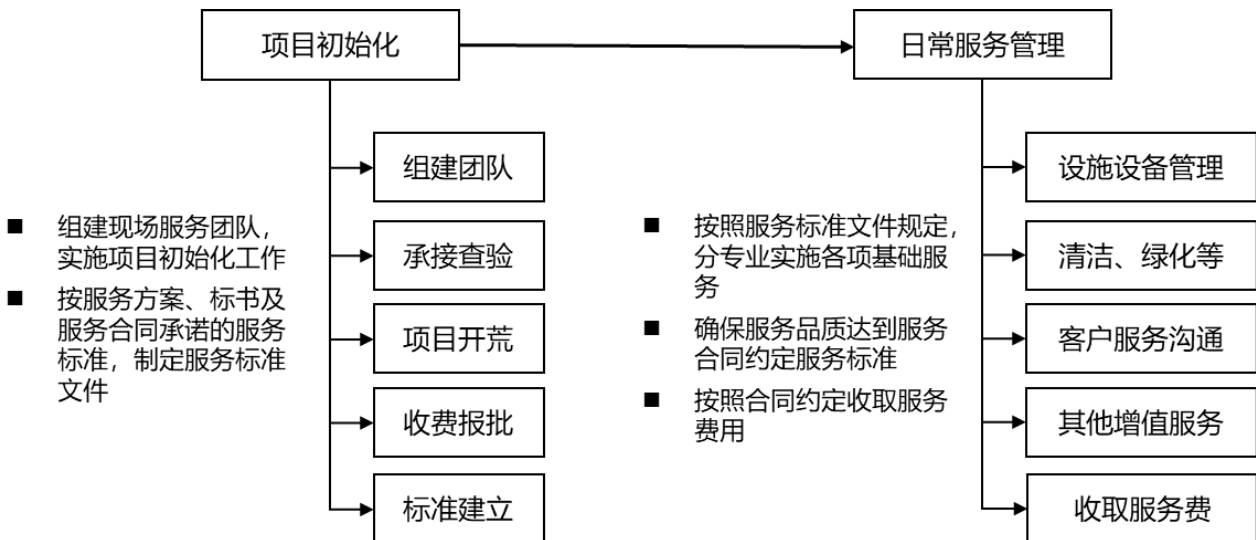 项目初始化
日常服务管理
■ 组建现场服务团队，
实施项目初始化工作
■ 按服务方案、标书及
服务合同承诺的服务
标准，制定服务标准
文件
组建团队
承接查验
项目开荒
收费报批
标准建立
■ 按照服务标准文件规定，
分专业实施各项基础服
务
■ 确保服务品质达到服务
合同约定服务标准
■ 按照合同约定收取服务
费用
设施设备管理
清洁、绿化等
客户服务沟通
其他增值服务
收取服务费